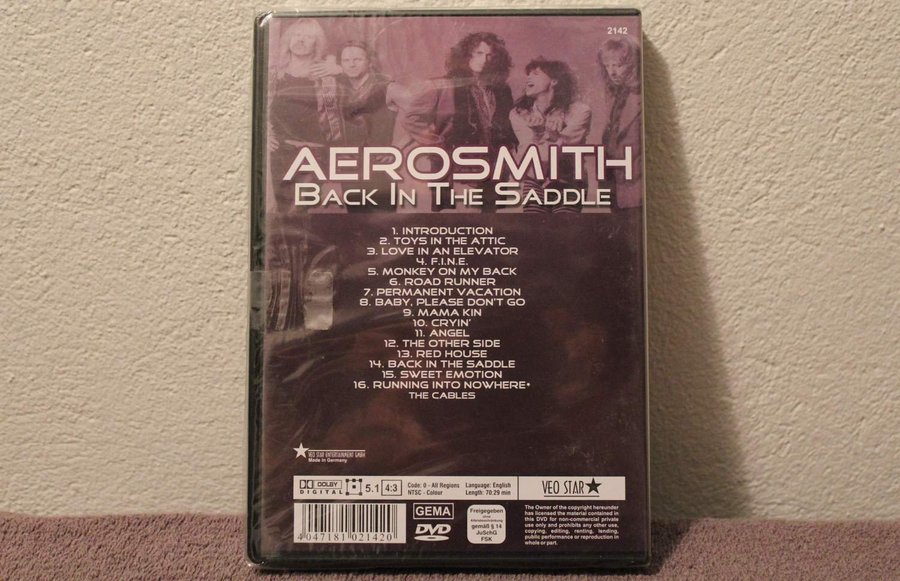 2142
AEROSMITH
BACK IN THE SADDLE
1. INTRODUCTION
2. TOYS IN THE ATTIC
3. LOVE IN AN ELEVATOR
4. F.I.N.E.
5. MONKEY ON MY BACK
6. ROAD RUNNER
7. PERMANENT VACATION
8. BABY, PLEASE DON'T GO
9. MAMA KIN
10. CRYIN'
11. ANGEL
12. THE OTHER SIDE
13. RED HOUSE
14. BACK IN THE SADDLE
15. SWEET EMOTION
16. RUNNING INTO NOWHERE*
THE CABLES
VEO STAR ENTERTAINMENT GMBH
Made in Germany
DOLBY
DIGITAL
5.1
4:3
Code: 0 - All Regions
NTSC - Colour
Language: English
Length: 70:29 min
VEO STAR
4 047181 021420
GEMA
DVD
Freigegeben
ohne
Altersbeschränkung
gemäß § 14
JuSchG
FSK
The Owner of the copyright hereunder
has licensed the material contained in
this DVD for non-commercial private
use only and prohibits any other use,
copying, editing, renting, lending,
public performance or reproduction in
whole or part.